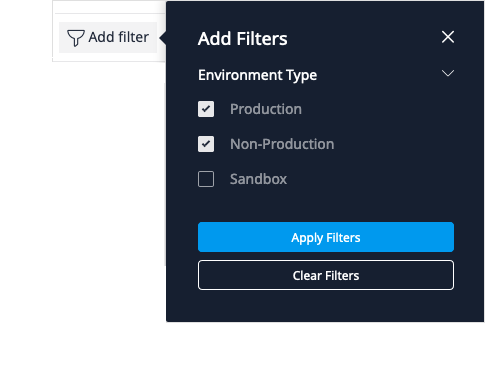 Add filter
Add Filters
Environment Type
Production
Non-Production
Sandbox
Apply Filters
Clear Filters